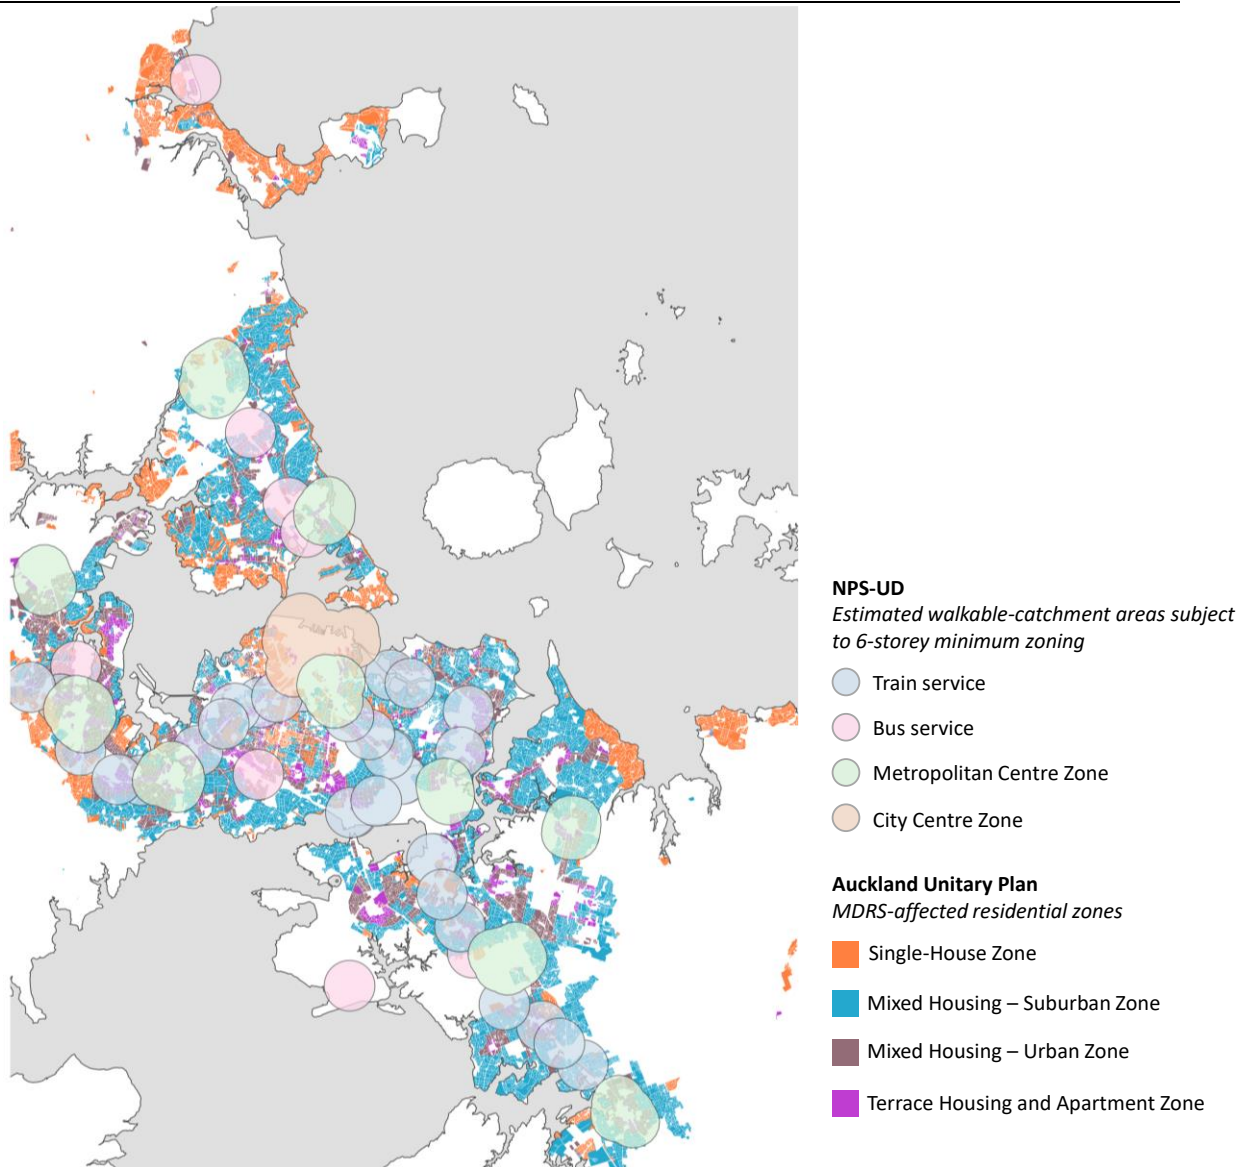 NPS-UD
Estimated walkable-catchment areas subject
to 6-storey minimum zoning
Train service
Bus service
Metropolitan Centre Zone
City Centre Zone
Auckland Unitary Plan
MDRS-affected residential zones
Single-House Zone
Mixed Housing – Suburban Zone
Mixed Housing – Urban Zone
Terrace Housing and Apartment Zone